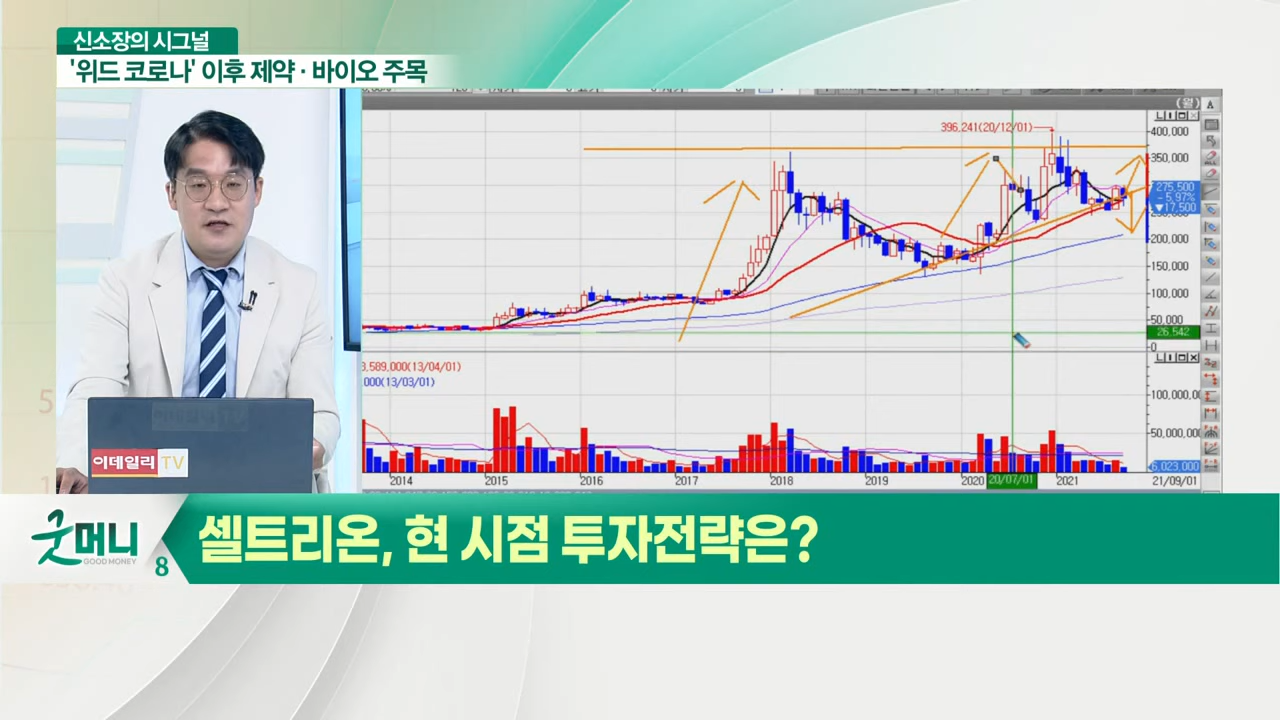 신소장의 시그널
'위드 코로나' 이후 제약·바이오 주목
(월)
A
396,241(20/12/01)
400,000
350,000
275,500
- 5.97%
▼17,500
200,000
150,000
100,000
50,000
26,542
0
,589,000(13/04/01)
,000(13/03/01)
100,000,00
50,000,00
6,023,000
2014 2015 2016 2017 2018 2019 2020 20/07/01 2021 21/09/01
이데일리 TV
굿머니
GOOD MONEY
8
셀트리온, 현 시점 투자전략은?